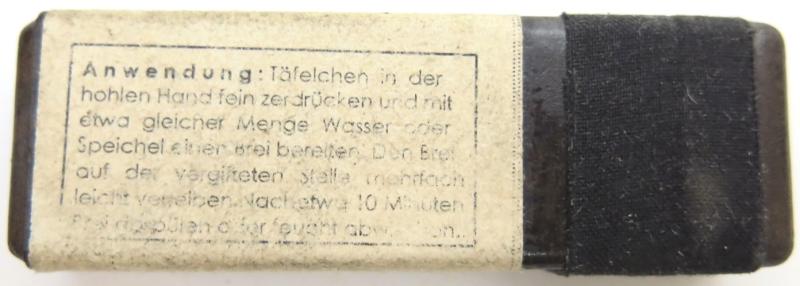 Anwendung: Täfelchen in der
hohlen Hand fein zerdrücken und mit
etwa gleicher Menge Wasser oder
Speichel einen Brei bereiten. Den Brei
auf der vergifteten Stelle mehrfach
leicht verreiben. Nach etwa 10 Minuten
Brei abspülen oder feucht